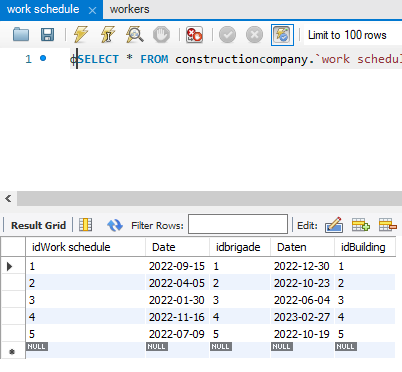 work schedule × workers
Limit to 100 rows
1 SELECT * FROM constructioncompany.`work schedul
Result Grid Filter Rows: Edit:
idWork schedule Date idbrigade Daten idBuilding
1 2022-09-15 1 2022-12-30 1
2 2022-04-05 2 2022-10-23 2
3 2022-01-30 3 2022-06-04 3
4 2022-11-16 4 2023-02-27 4
5 2022-07-09 5 2022-10-19 5
NULL NULL NULL NULL NULL